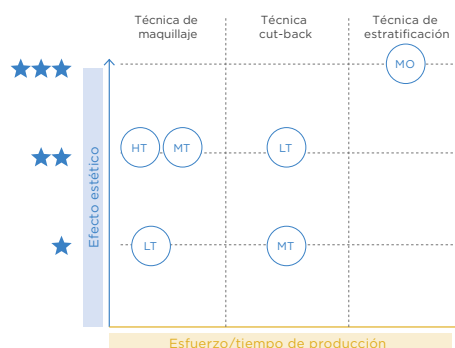 Técnica de
maquillaje
Técnica
cut-back
Técnica de
estratificación
MO
HT
MT
LT
LT
MT
Efecto estético
Esfuerzo/tiempo de producción